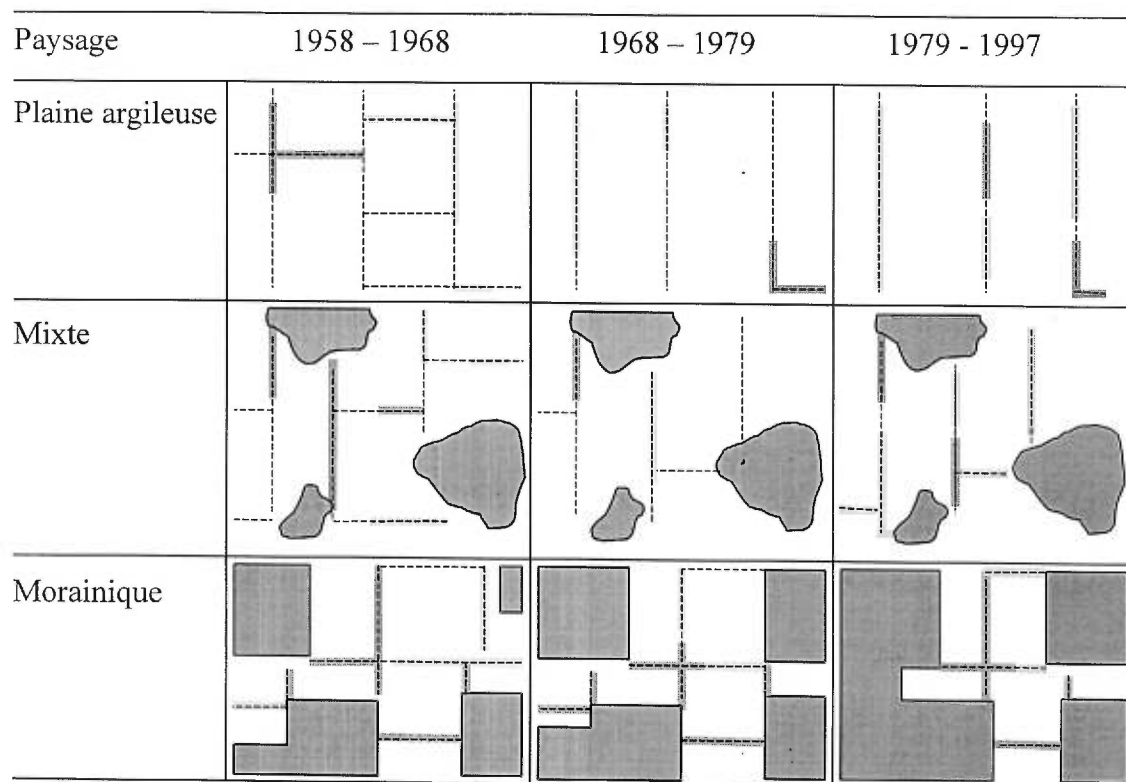 Paysage 1958 – 1968 1968 – 1979 1979 - 1997
Plaine argileuse
Mixte
Morainique